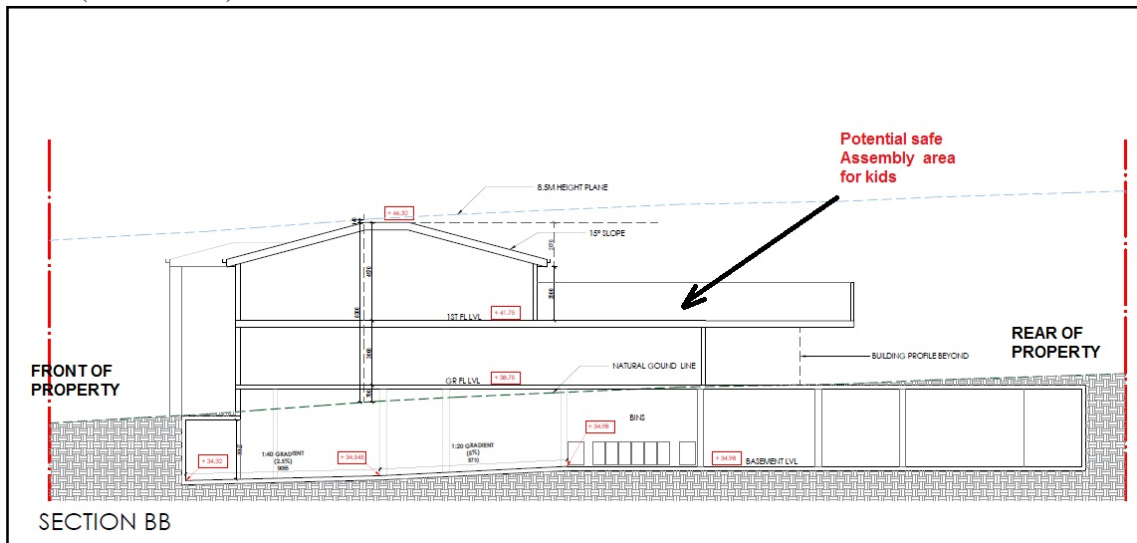 Potential safe
Assembly area
for kids
8.5M HEIGHT PLANE
+ 46.32
15° SLOPE
1ST FL LVL
+ 41.75
REAR OF
PROPERTY
BUILDING PROFILE BEYOND
FRONT OF
PROPERTY
NATURAL GOUND LINE
GR FL LVL
+ 38.75
BINS
+ 34.98
1:20 GRADIENT
(5%)
8710
1:40 GRADIENT
(2.5%)
9055
+ 34.32
+ 34.545
+ 34.98
BASEMENT LVL
SECTION BB